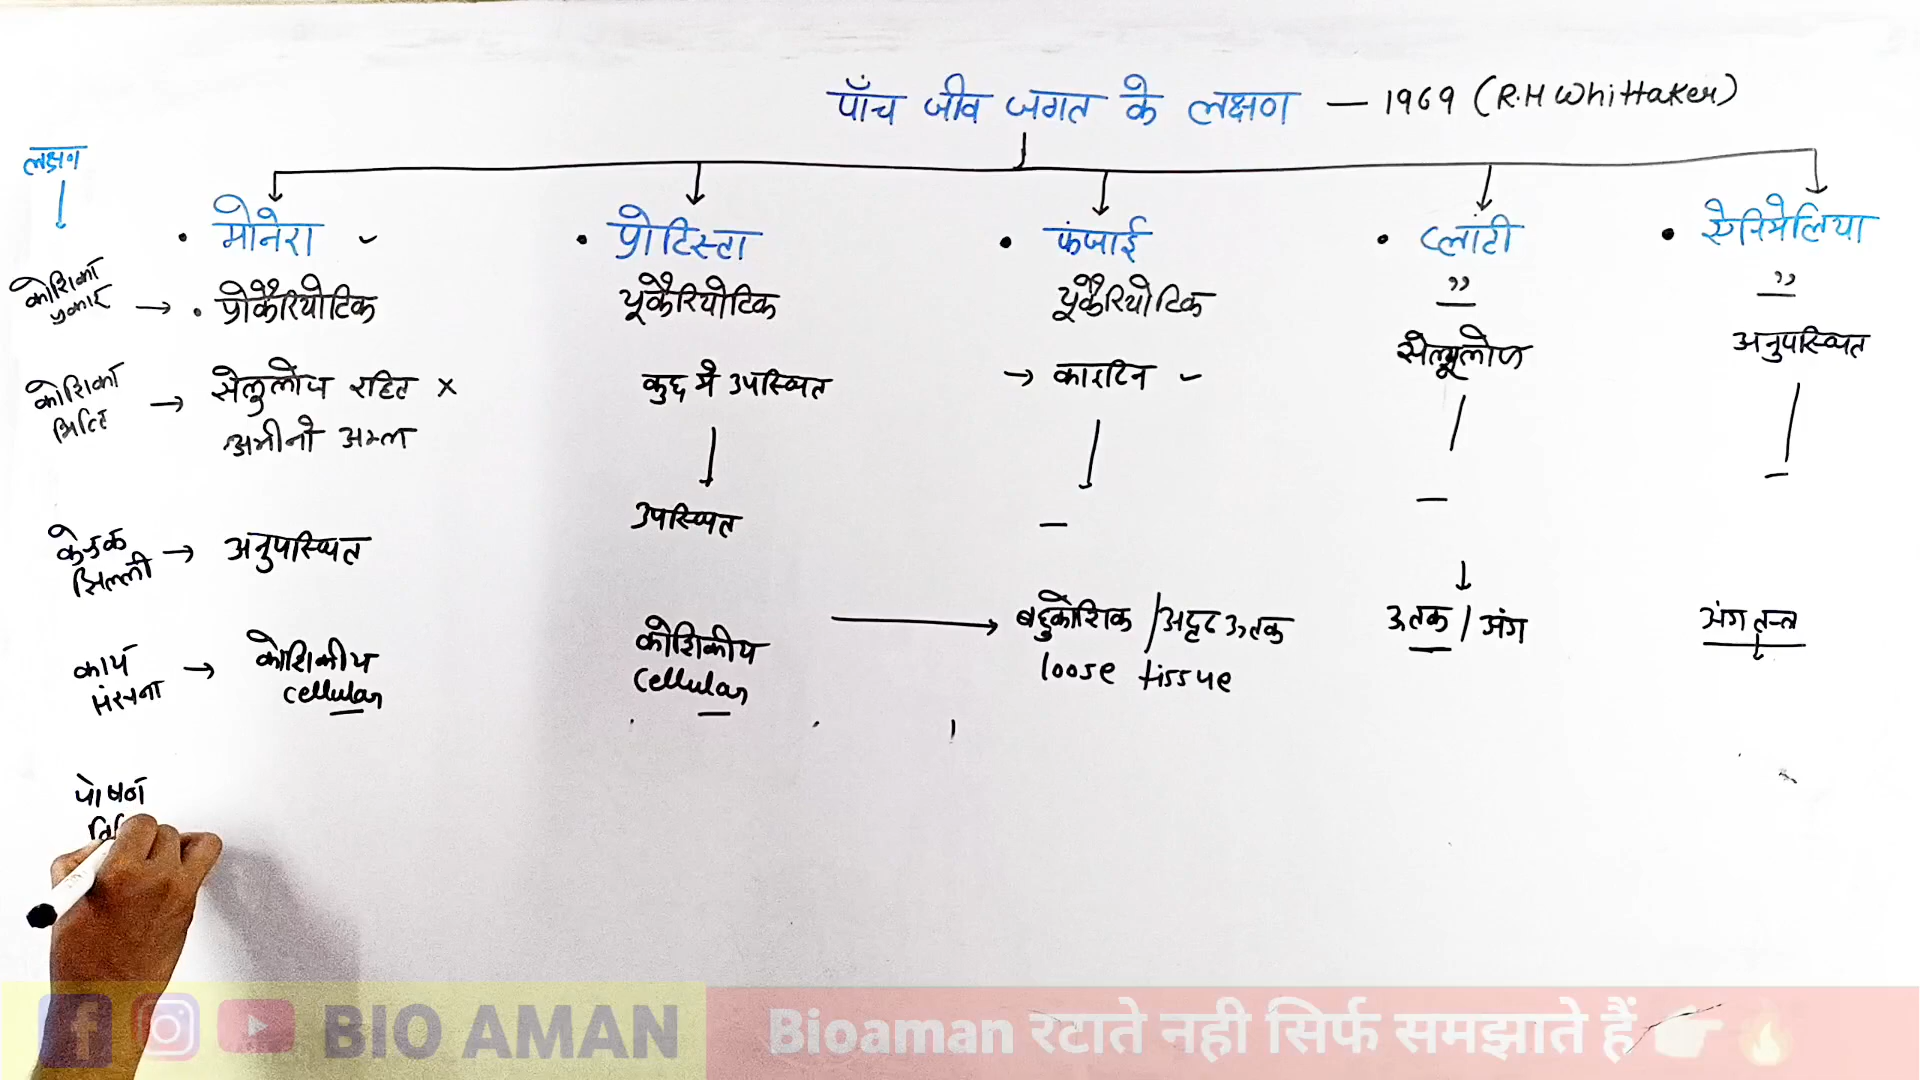 पाँच जीव जगत के लक्षण — 1969 (R.H Whittaker)
लक्षण
• मोनेरा
• प्रोटिस्टा
• फंजाई
• प्लांटी
• ऐनिमेलिया
कोशिका
प्रकार → . प्रोकैरियोटिक
यूकैरियोटिक
यूकैरियोटिक
”
”
कोशिका
भित्ति → सेलुलोज रहित ×
अमीनो अम्ल
कुछ मे उपस्थित
→ काइटिन
सेल्यूलोज
अनुपस्थित
केन्द्रक
झिल्ली → अनुपस्थित
उपस्थित
–
–
–
कार्य
संरचना → कोशिकीय
cellular
कोशिकीय
cellular
बहुकोशिक / अदृढ ऊतक
loose tissue
ऊतक / अंग
अंग तन्त्र
पोषण
BIO AMAN
Bioaman रटाते नही सिर्फ समझाते हैं